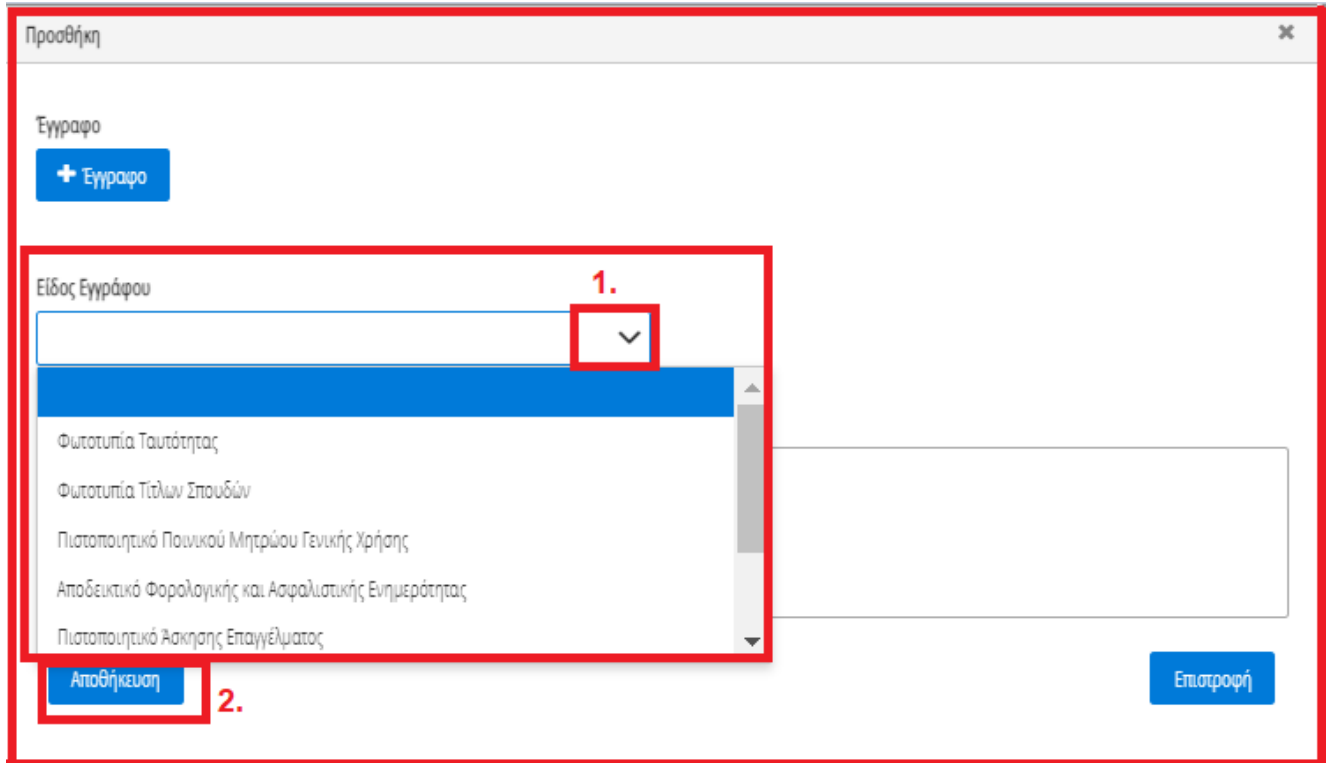 Προσθήκη ✖
Έγγραφο
+ Έγγραφο
Είδος Εγγράφου
1.
Φωτοτυπία Ταυτότητας
Φωτοτυπία Τίτλων Σπουδών
Πιστοποιητικό Ποινικού Μητρώου Γενικής Χρήσης
Αποδεικτικό Φορολογικής και Ασφαλιστικής Ενημερότητας
Πιστοποιητικό Άσκησης Επαγγέλματος
Αποθήκευση
2.
Επιστροφή